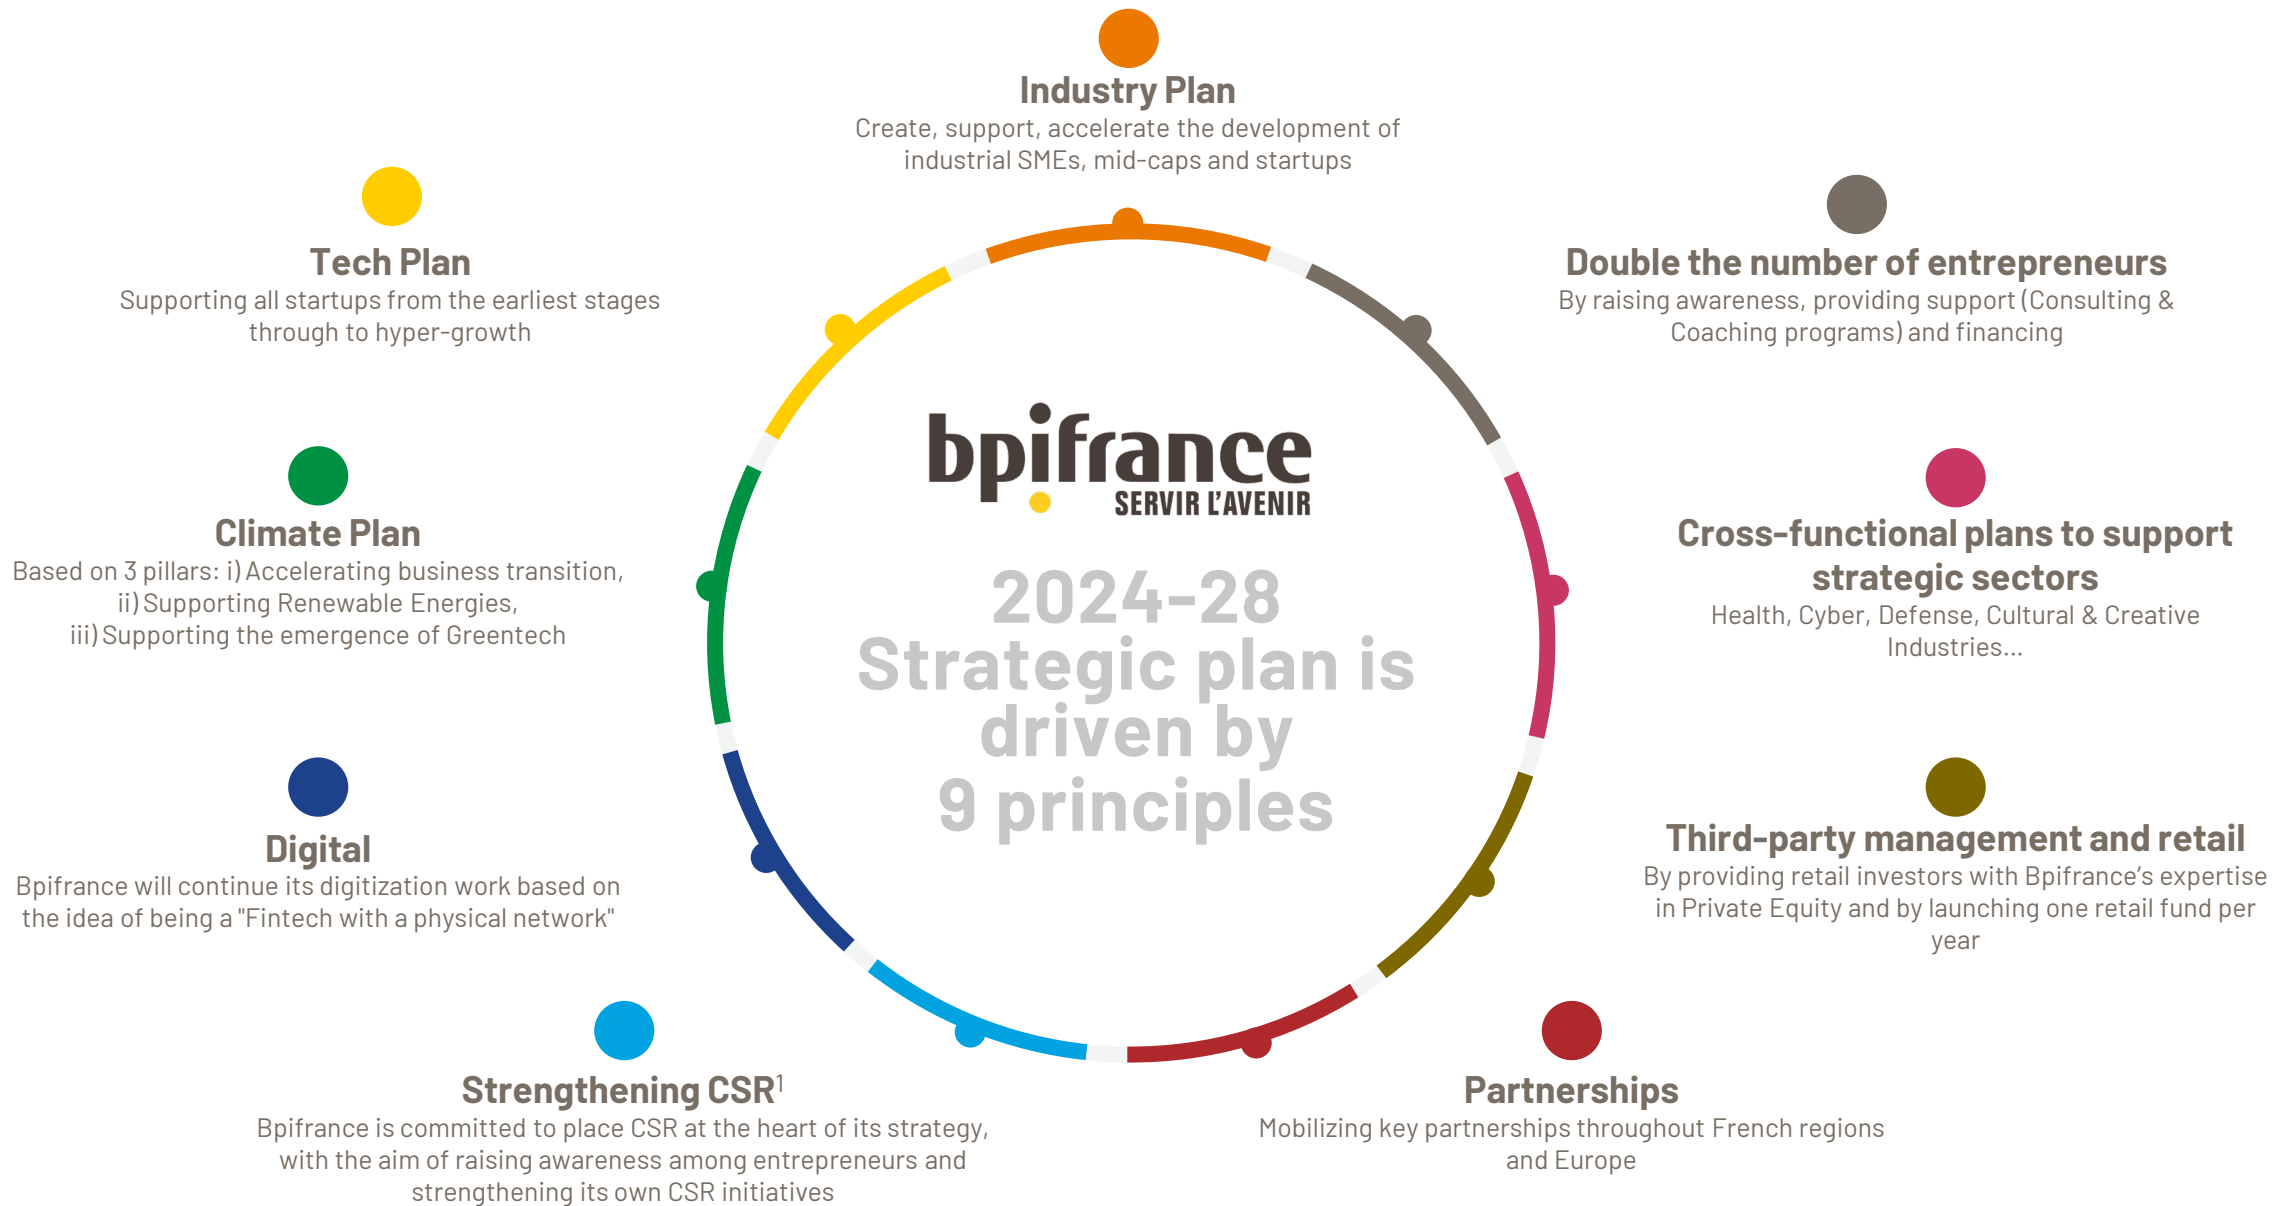 Industry Plan
Create, support, accelerate the development of
industrial SMEs, mid-caps and startups
Tech Plan
Supporting all startups from the earliest stages
through to hyper-growth
Double the number of entrepreneurs
By raising awareness, providing support (Consulting &
Coaching programs) and financing
bpifrance
SERVIR L'AVENIR
2024-28
Strategic plan is
driven by
9 principles
Climate Plan
Based on 3 pillars: i) Accelerating business transition,
ii) Supporting Renewable Energies,
iii) Supporting the emergence of Greentech
Cross-functional plans to support
strategic sectors
Health, Cyber, Defense, Cultural & Creative
Industries...
Digital
Bpifrance will continue its digitization work based on
the idea of being a "Fintech with a physical network"
Third-party management and retail
By providing retail investors with Bpifrance's expertise
in Private Equity and by launching one retail fund per
year
Strengthening CSR¹
Bpifrance is committed to place CSR at the heart of its strategy,
with the aim of raising awareness among entrepreneurs and
strengthening its own CSR initiatives
Partnerships
Mobilizing key partnerships throughout French regions
and Europe